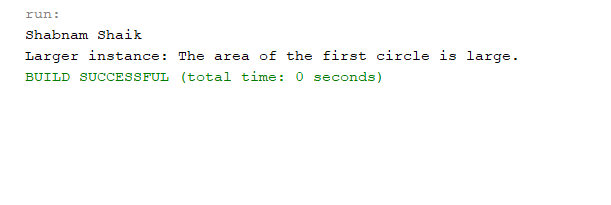 run:
Shabnam Shaik
Larger instance: The area of the first circle is large.
BUILD SUCCESSFUL (total time: 0 seconds)